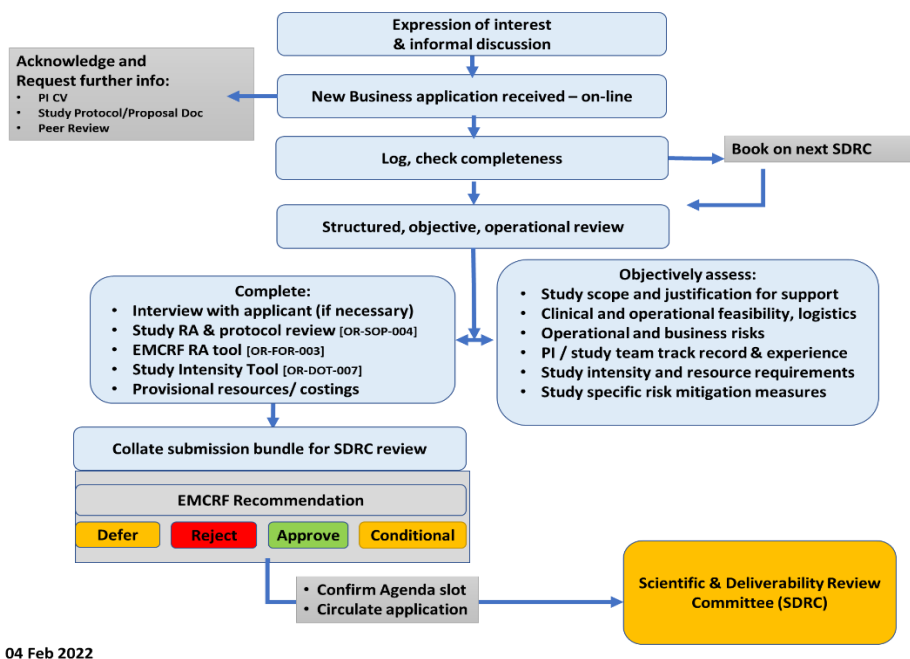 Expression of interest
& informal discussion
Acknowledge and
Request further info:
• PI CV
• Study Protocol/Proposal Doc
• Peer Review
New Business application received – on-line
Log, check completeness
Book on next SDRC
Structured, objective, operational review
Complete:
• Interview with applicant (if necessary)
• Study RA & protocol review [OR-SOP-004]
• EMCRF RA tool [OR-FOR-003]
• Study Intensity Tool [OR-DOT-007]
• Provisional resources/ costings
Objectively assess:
• Study scope and justification for support
• Clinical and operational feasibility, logistics
• Operational and business risks
• PI / study team track record & experience
• Study intensity and resource requirements
• Study specific risk mitigation measures
Collate submission bundle for SDRC review
EMCRF Recommendation
Defer Reject Approve Conditional
• Confirm Agenda slot
• Circulate application
Scientific & Deliverability Review
Committee (SDRC)
04 Feb 2022